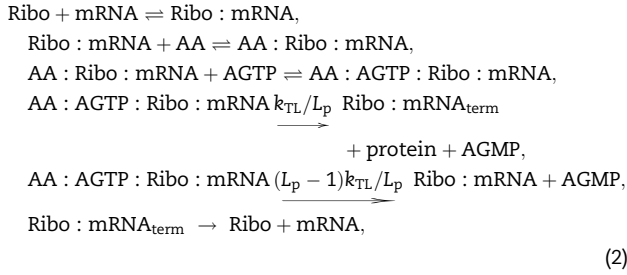 Ribo + mRNA ⇌ Ribo : mRNA,
Ribo : mRNA + AA ⇌ AA : Ribo : mRNA,
AA : Ribo : mRNA + AGTP ⇌ AA : AGTP : Ribo : mRNA,
AA : AGTP : Ribo : mRNA k_TL/L_p → Ribo : mRNA_term
+ protein + AGMP,
AA : AGTP : Ribo : mRNA (L_p − 1)k_TL/L_p → Ribo : mRNA + AGMP,
Ribo : mRNA_term → Ribo + mRNA,
(2)